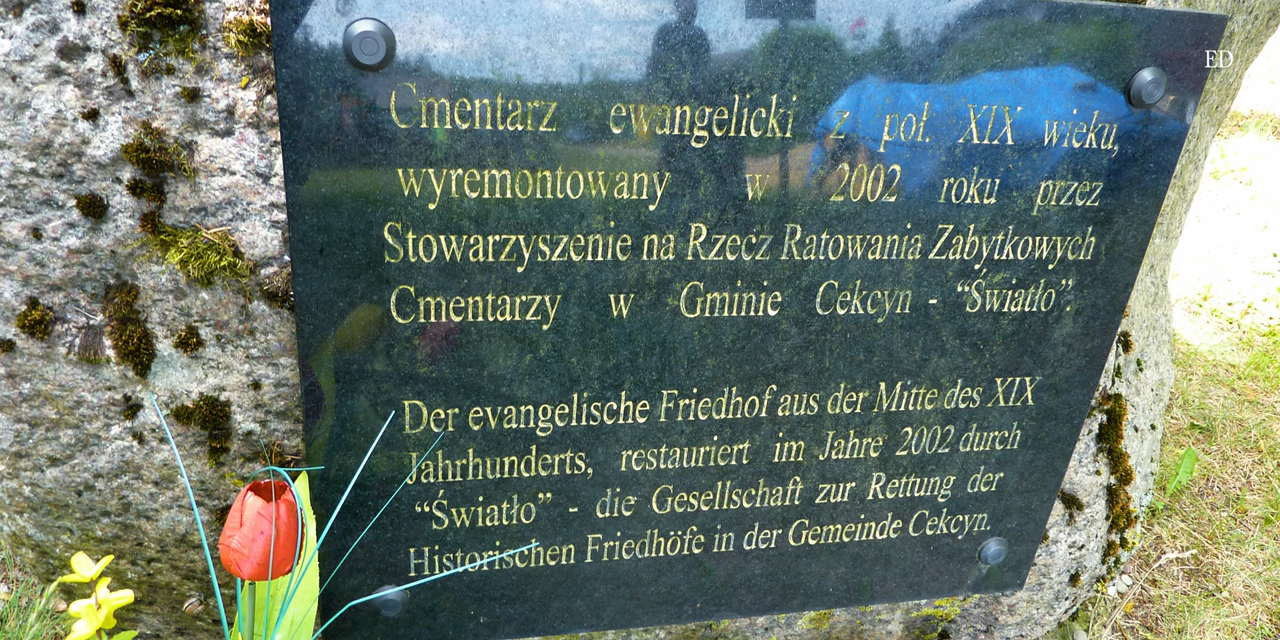 ED
Cmentarz ewangelicki z poł. XIX wieku,
wyremontowany w 2002 roku przez
Stowarzyszenie na Rzecz Ratowania Zabytkowych
Cmentarzy w Gminie Cekcyn - “Światło”.
Der evangelische Friedhof aus der Mitte des XIX
Jahrhunderts, restauriert im Jahre 2002 durch
“Światło” - die Gesellschaft zur Rettung der
Historischen Friedhöfe in der Gemeinde Cekcyn.